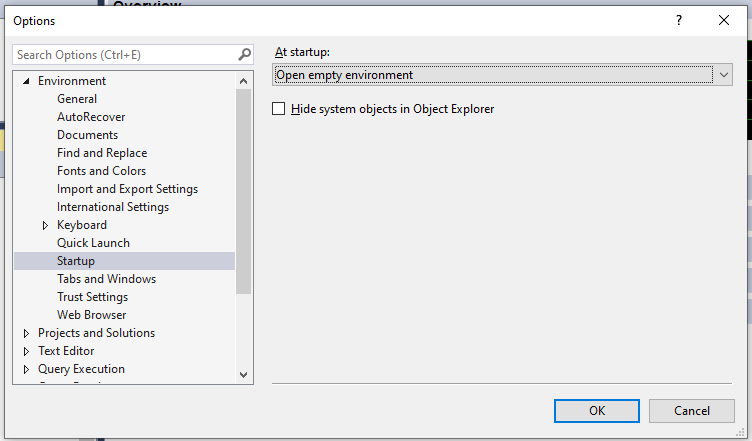 Overview
Options
?
Search Options (Ctrl+E)
Environment
General
AutoRecover
Documents
Find and Replace
Fonts and Colors
Import and Export Settings
International Settings
Keyboard
Quick Launch
Startup
Tabs and Windows
Trust Settings
Web Browser
Projects and Solutions
Text Editor
Query Execution
At startup:
Open empty environment
Hide system objects in Object Explorer
OK
Cancel